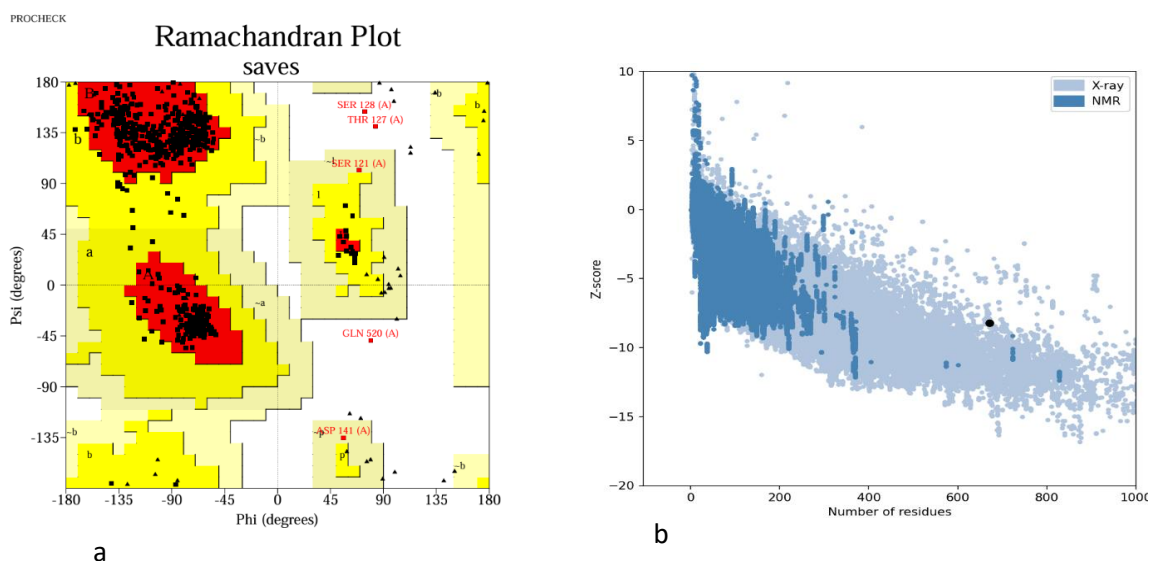 PROCHECK
Ramachandran Plot
saves
B
b
~b
~b
b
b
SER 128 (A)
THR 127 (A)
~l
SER 121 (A)
l
a
A
~a
GLN 520 (A)
ASP 141 (A)
~b
~p
b
p
~b
180
135
90
45
0
-45
-90
-135
-180 -135 -90 -45 0 45 90 135 180
Psi (degrees)
Phi (degrees)
a
10
5
0
−5
−10
−15
−20
Z-score
X-ray
NMR
0 200 400 600 800 1000
Number of residues
b